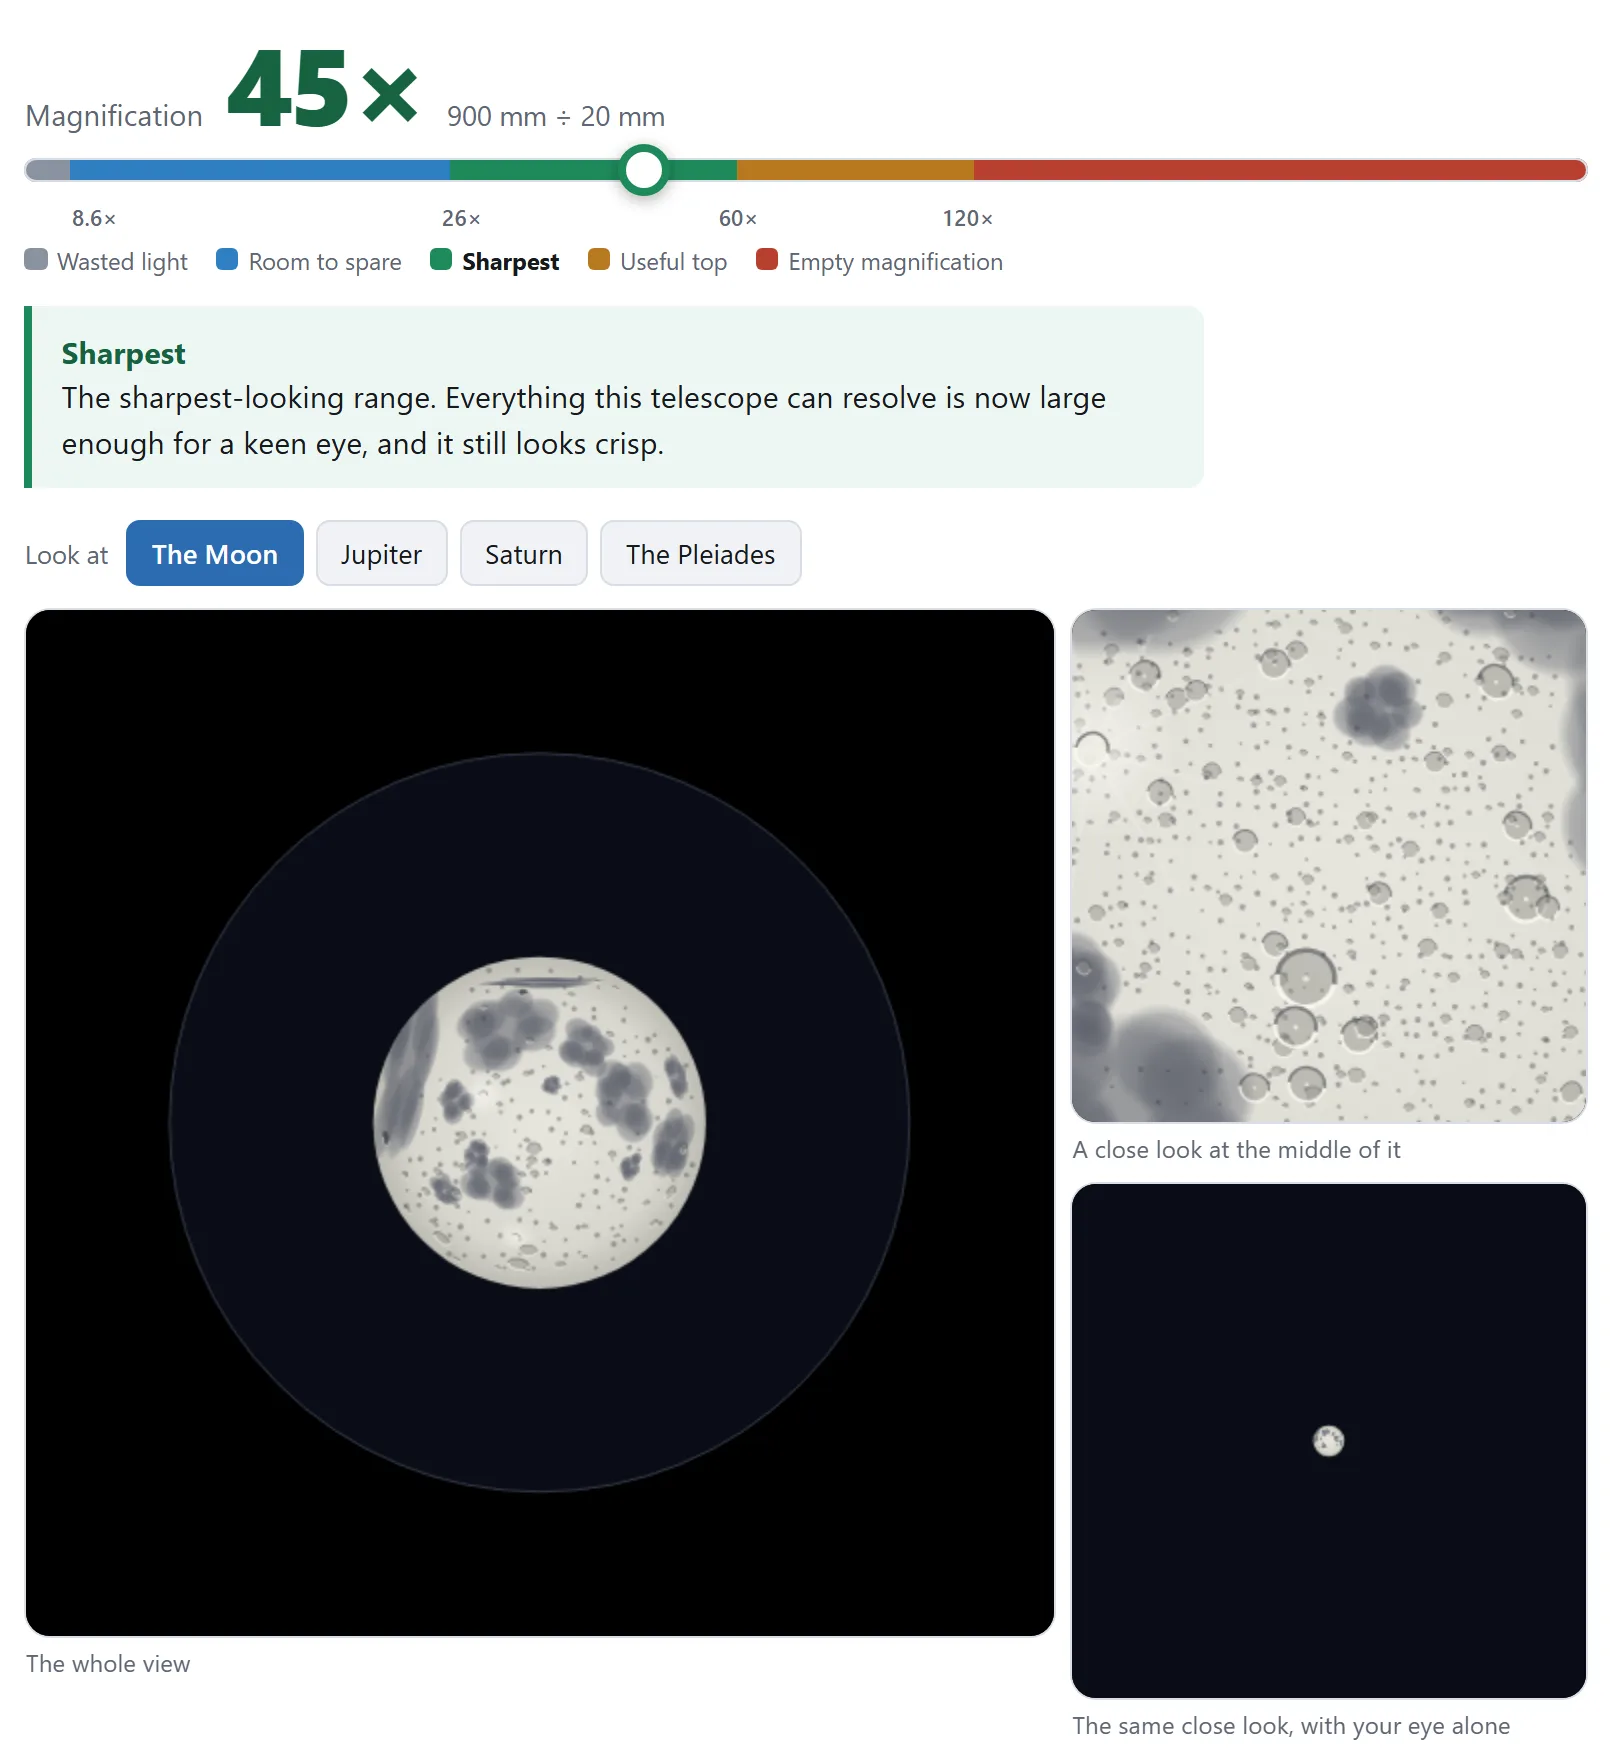 Magnification 45× 900 mm ÷ 20 mm
8.6× 26× 60× 120×
Wasted light Room to spare Sharpest Useful top Empty magnification
Sharpest
The sharpest-looking range. Everything this telescope can resolve is now large
enough for a keen eye, and it still looks crisp.
Look at The Moon Jupiter Saturn The Pleiades
A close look at the middle of it
The whole view
The same close look, with your eye alone